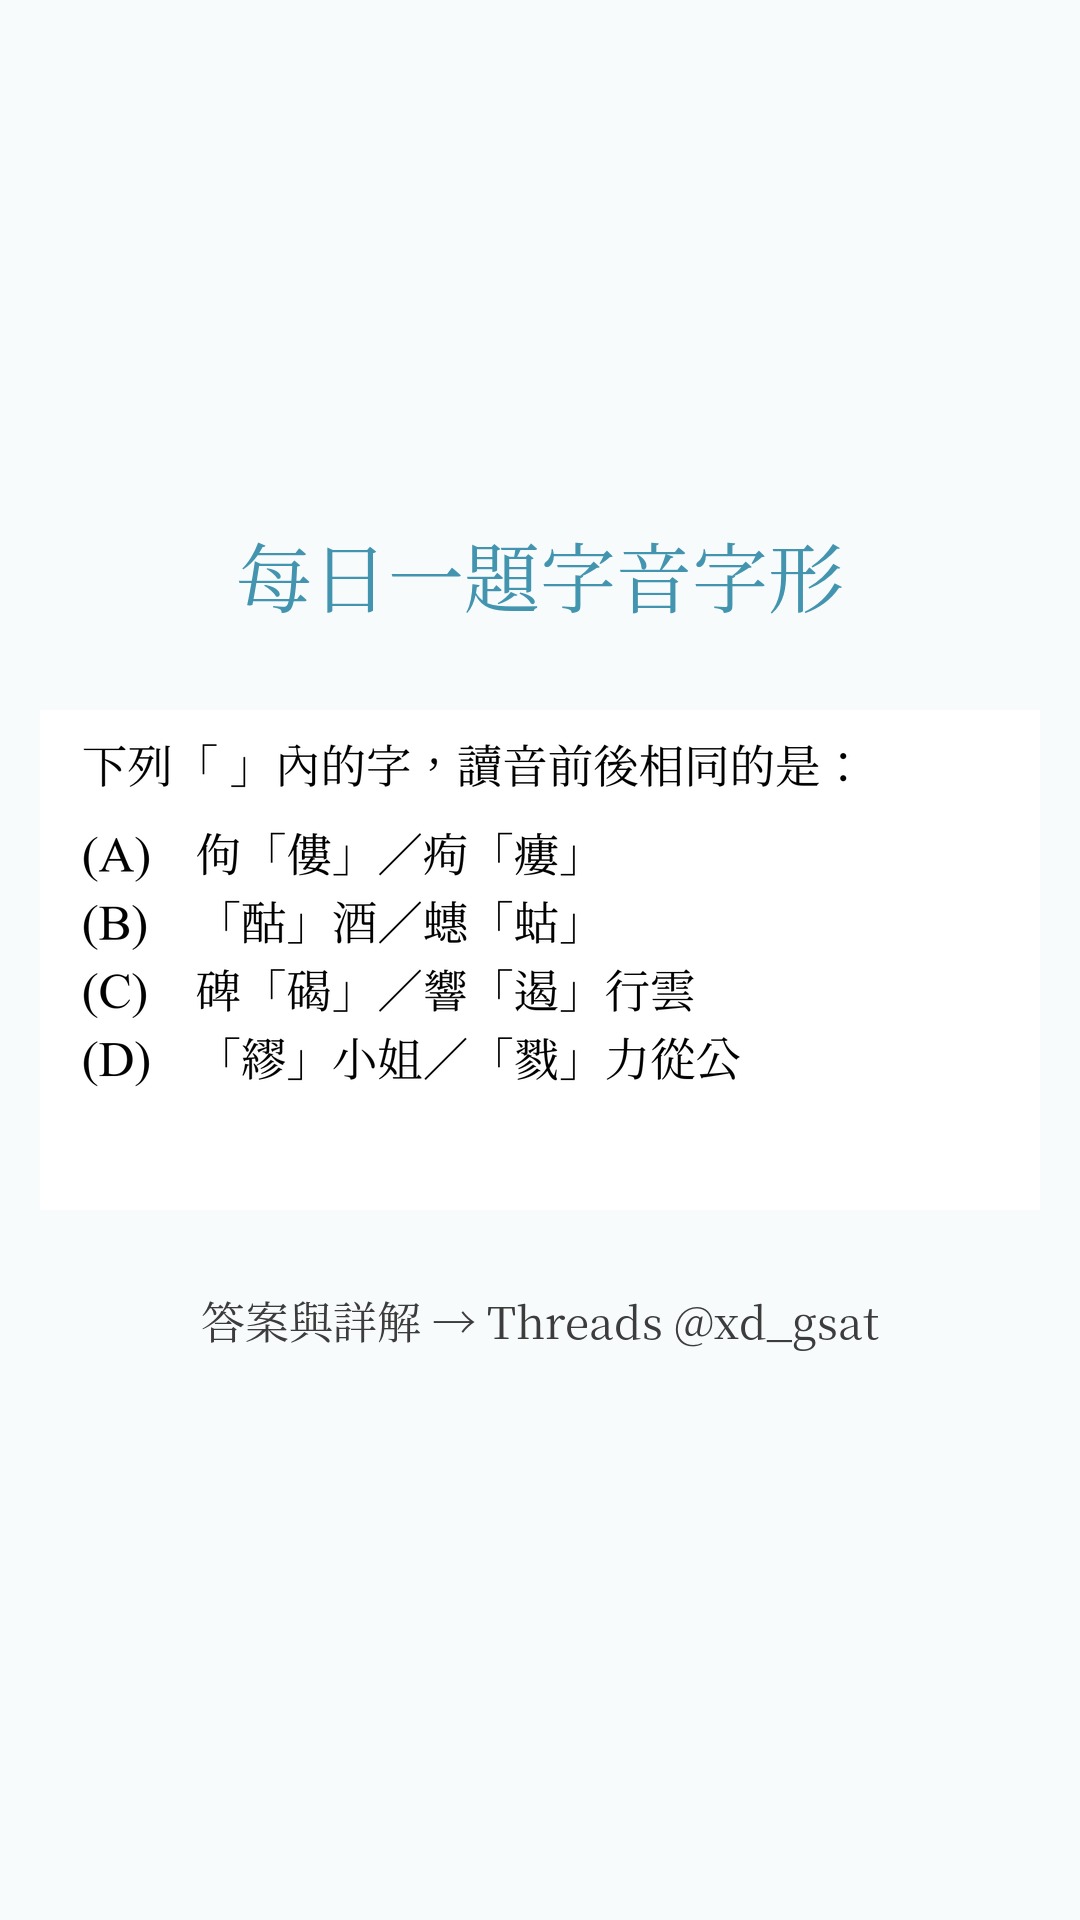 每日一題字音字形
下列「 」內的字，讀音前後相同的是：
(A) 佝「僂」／痀「瘻」
(B) 「酤」酒／蟪「蛄」
(C) 碑「碣」／響「遏」行雲
(D) 「繆」小姐／「戮」力從公
答案與詳解 → Threads @xd_gsat